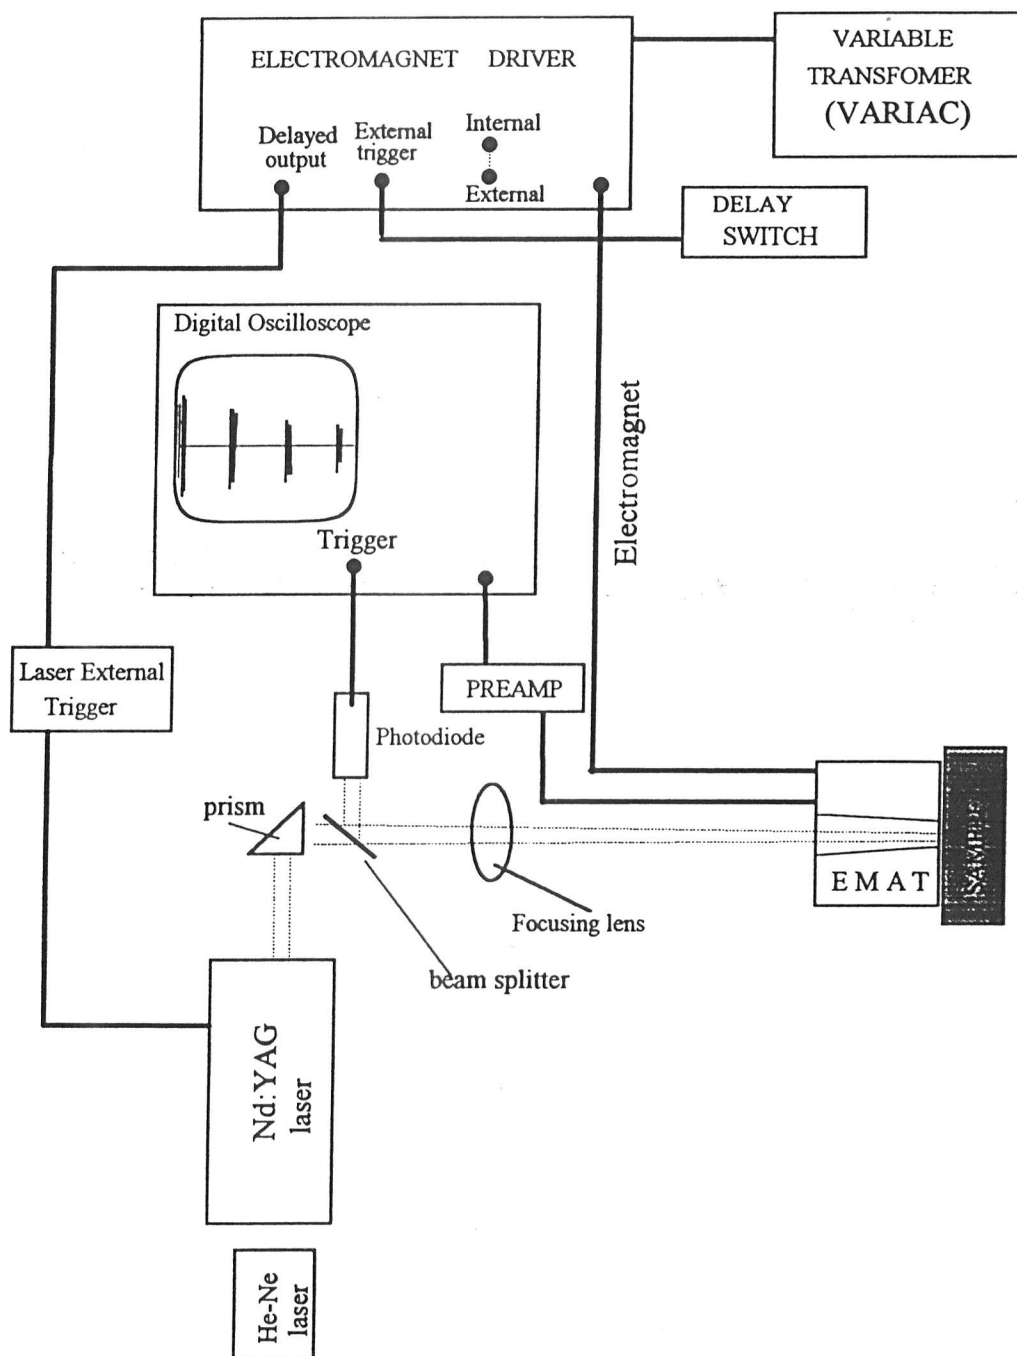 ELECTROMAGNET DRIVER
Delayed
output
External
trigger
Internal
External
VARIABLE
TRANSFOMER
(VARIAC)
DELAY
SWITCH
Digital Oscilloscope
Trigger
Electromagnet
Laser External
Trigger
PREAMP
Photodiode
prism
Focusing lens
beam splitter
EMAT
SAMPLE
Nd:YAG
laser
He-Ne
laser